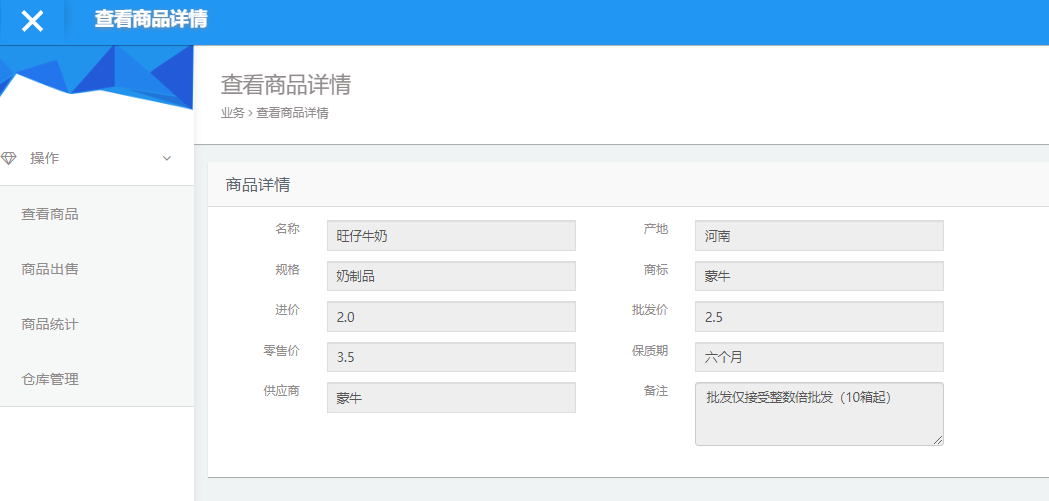 查看商品详情
查看商品详情
业务 > 查看商品详情
操作
查看商品
商品出售
商品统计
仓库管理
商品详情
名称 旺仔牛奶 产地 河南
规格 奶制品 商标 蒙牛
进价 2.0 批发价 2.5
零售价 3.5 保质期 六个月
供应商 蒙牛 备注 批发仅接受整数倍批发（10箱起）